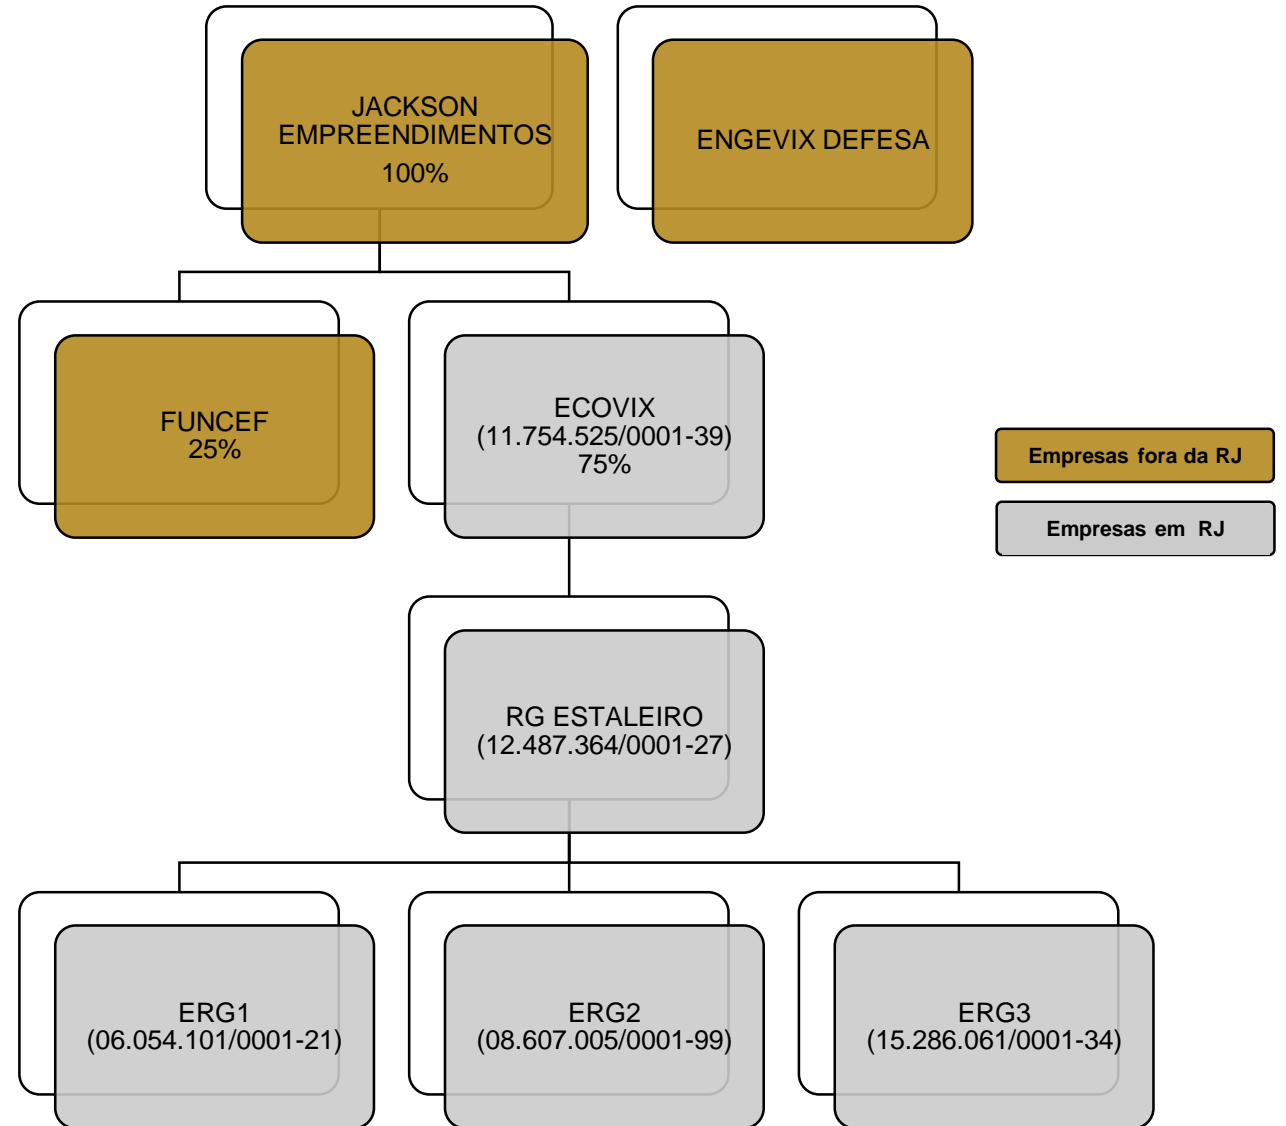 JACKSON
EMPREENDIMENTOS
100%
ENGEVIX DEFESA
FUNCEF
25%
ECOVIX
(11.754.525/0001-39)
75%
Empresas fora da RJ
Empresas em RJ
RG ESTALEIRO
(12.487.364/0001-27)
ERG1
(06.054.101/0001-21)
ERG2
(08.607.005/0001-99)
ERG3
(15.286.061/0001-34)